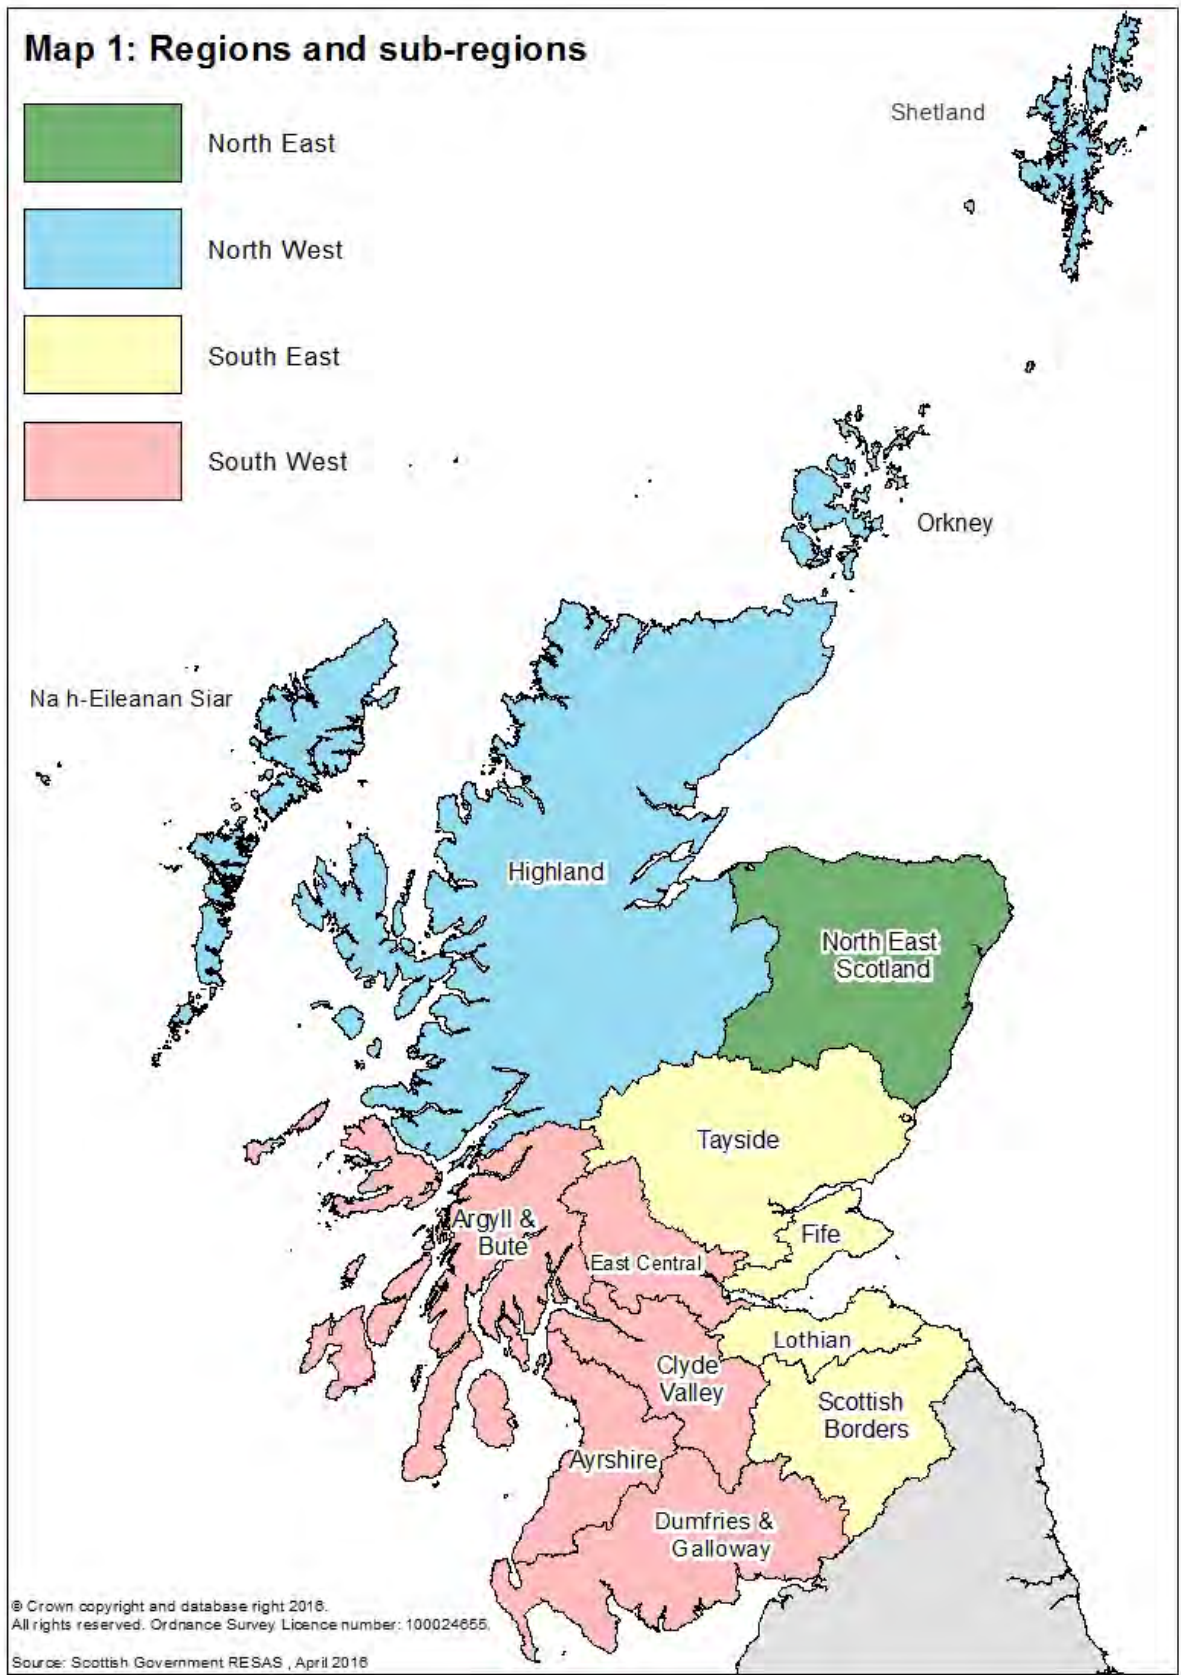 Map 1: Regions and sub-regions
North East
North West
South East
South West
Shetland
Orkney
Na h-Eileanan Siar
Highland
North East
Scotland
Tayside
Fife
Argyll &
Bute
East Central
Lothian
Clyde
Valley
Scottish
Borders
Ayrshire
Dumfries &
Galloway
© Crown copyright and database right 2016.
All rights reserved. Ordnance Survey Licence number: 100024655.
Source: Scottish Government RESAS , April 2016